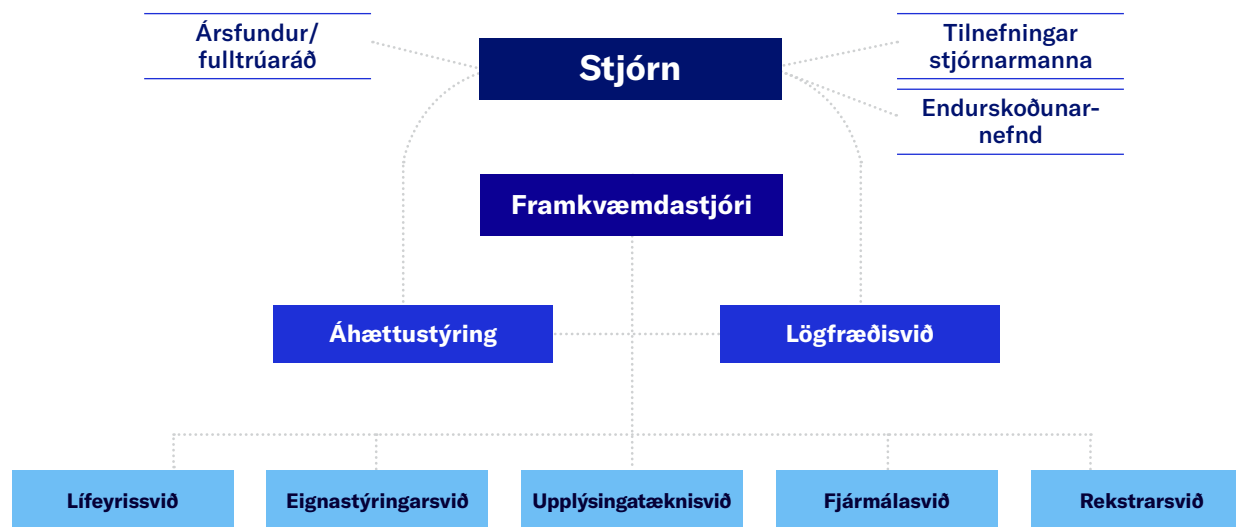 Ársfundur/
fulltrúaráð
Stjórn
Tilnefningar
stjórnarmanna
Endurskoðunar-
nefnd
Framkvæmdastjóri
Áhættustýring
Lögfræðisvið
Lífeyrissvið
Eignastýringarsvið
Upplýsingatæknisvið
Fjármálasvið
Rekstrarsvið